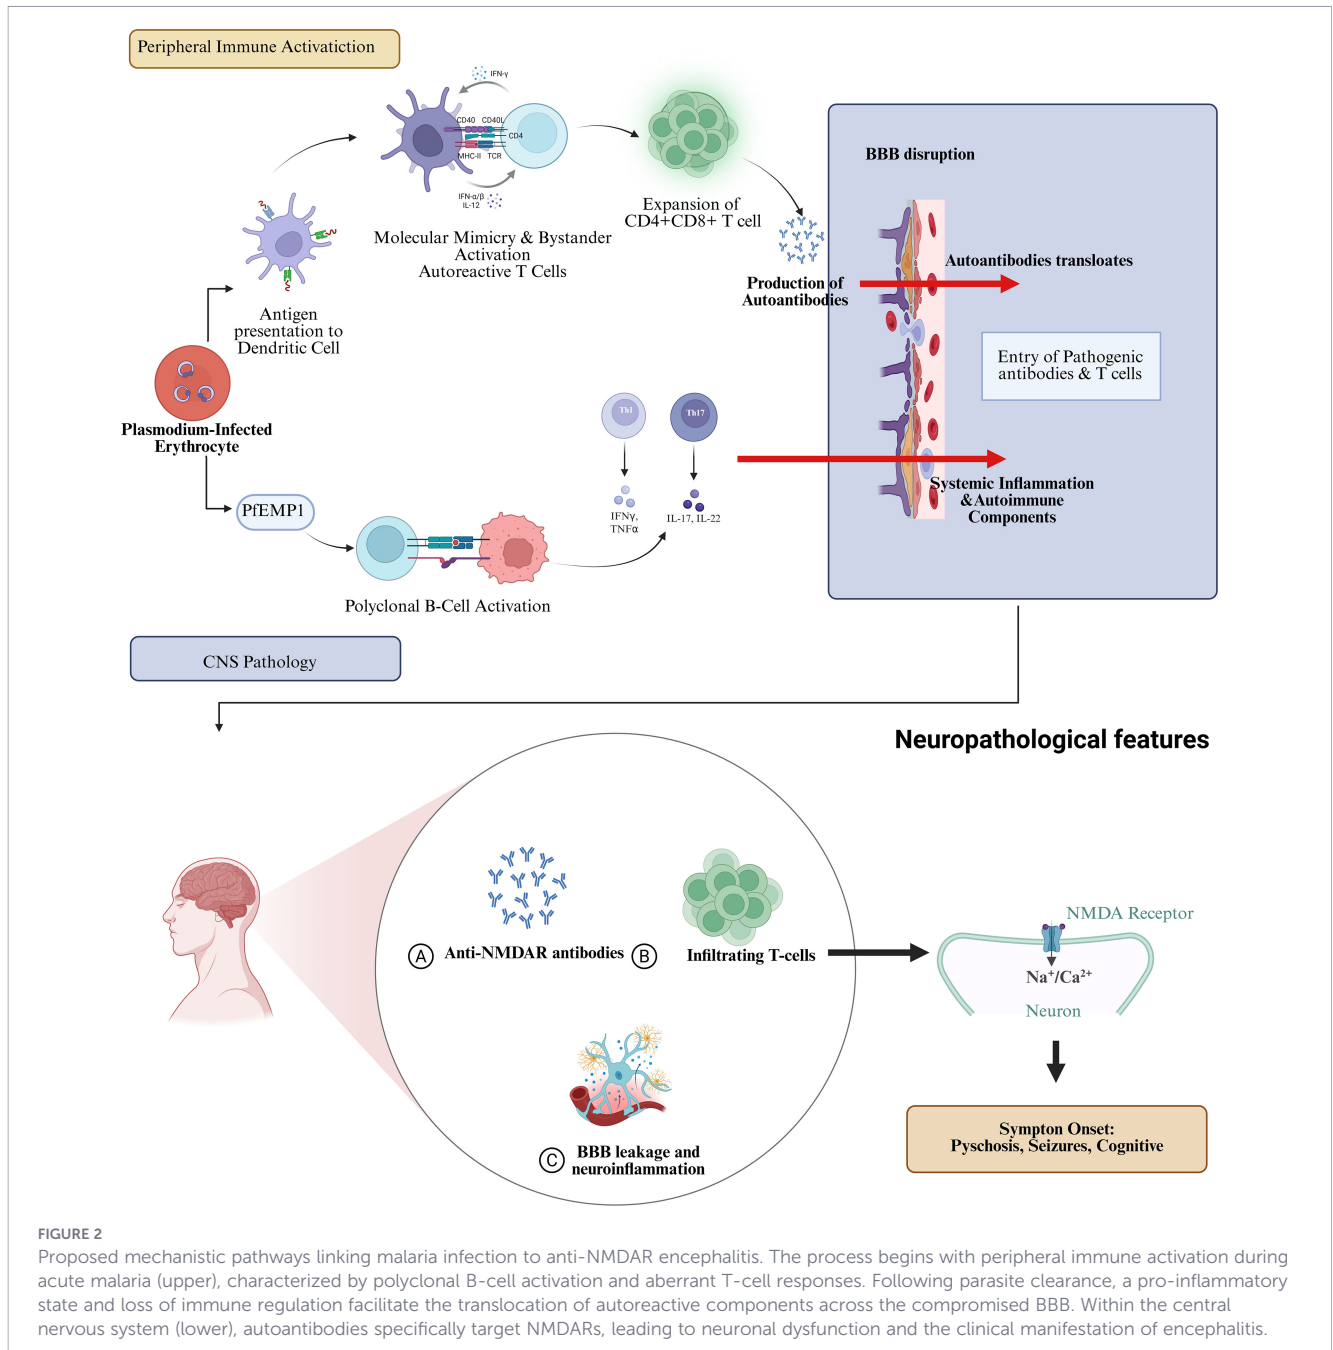 Peripheral Immune Activatiction
IFN-γ
CD40 CD40L
CD4
MHC-II TCR
IFN-α/β
IL-12
Molecular Mimicry & Bystander
Activation
Autoreactive T Cells
Expansion of
CD4+CD8+ T cell
Production of
Autoantibodies
BBB disruption
Autoantibodies transloates
Entry of Pathogenic
antibodies & T cells
Systemic Inflammation
&Autoimmune
Components
Antigen
presentation to
Dendritic Cell
Plasmodium-Infected
Erythrocyte
PfEMP1
Polyclonal B-Cell Activation
Th1
Th17
IFNγ,
TNFα
IL-17, IL-22
CNS Pathology
Neuropathological features
A Anti-NMDAR antibodies
B Infiltrating T-cells
C BBB leakage and
neuroinflammation
NMDA Receptor
Na⁺/Ca²⁺
Neuron
Sympton Onset:
Pyschosis, Seizures, Cognitive
FIGURE 2
Proposed mechanistic pathways linking malaria infection to anti-NMDAR encephalitis. The process begins with peripheral immune activation during
acute malaria (upper), characterized by polyclonal B-cell activation and aberrant T-cell responses. Following parasite clearance, a pro-inflammatory
state and loss of immune regulation facilitate the translocation of autoreactive components across the compromised BBB. Within the central
nervous system (lower), autoantibodies specifically target NMDARs, leading to neuronal dysfunction and the clinical manifestation of encephalitis.